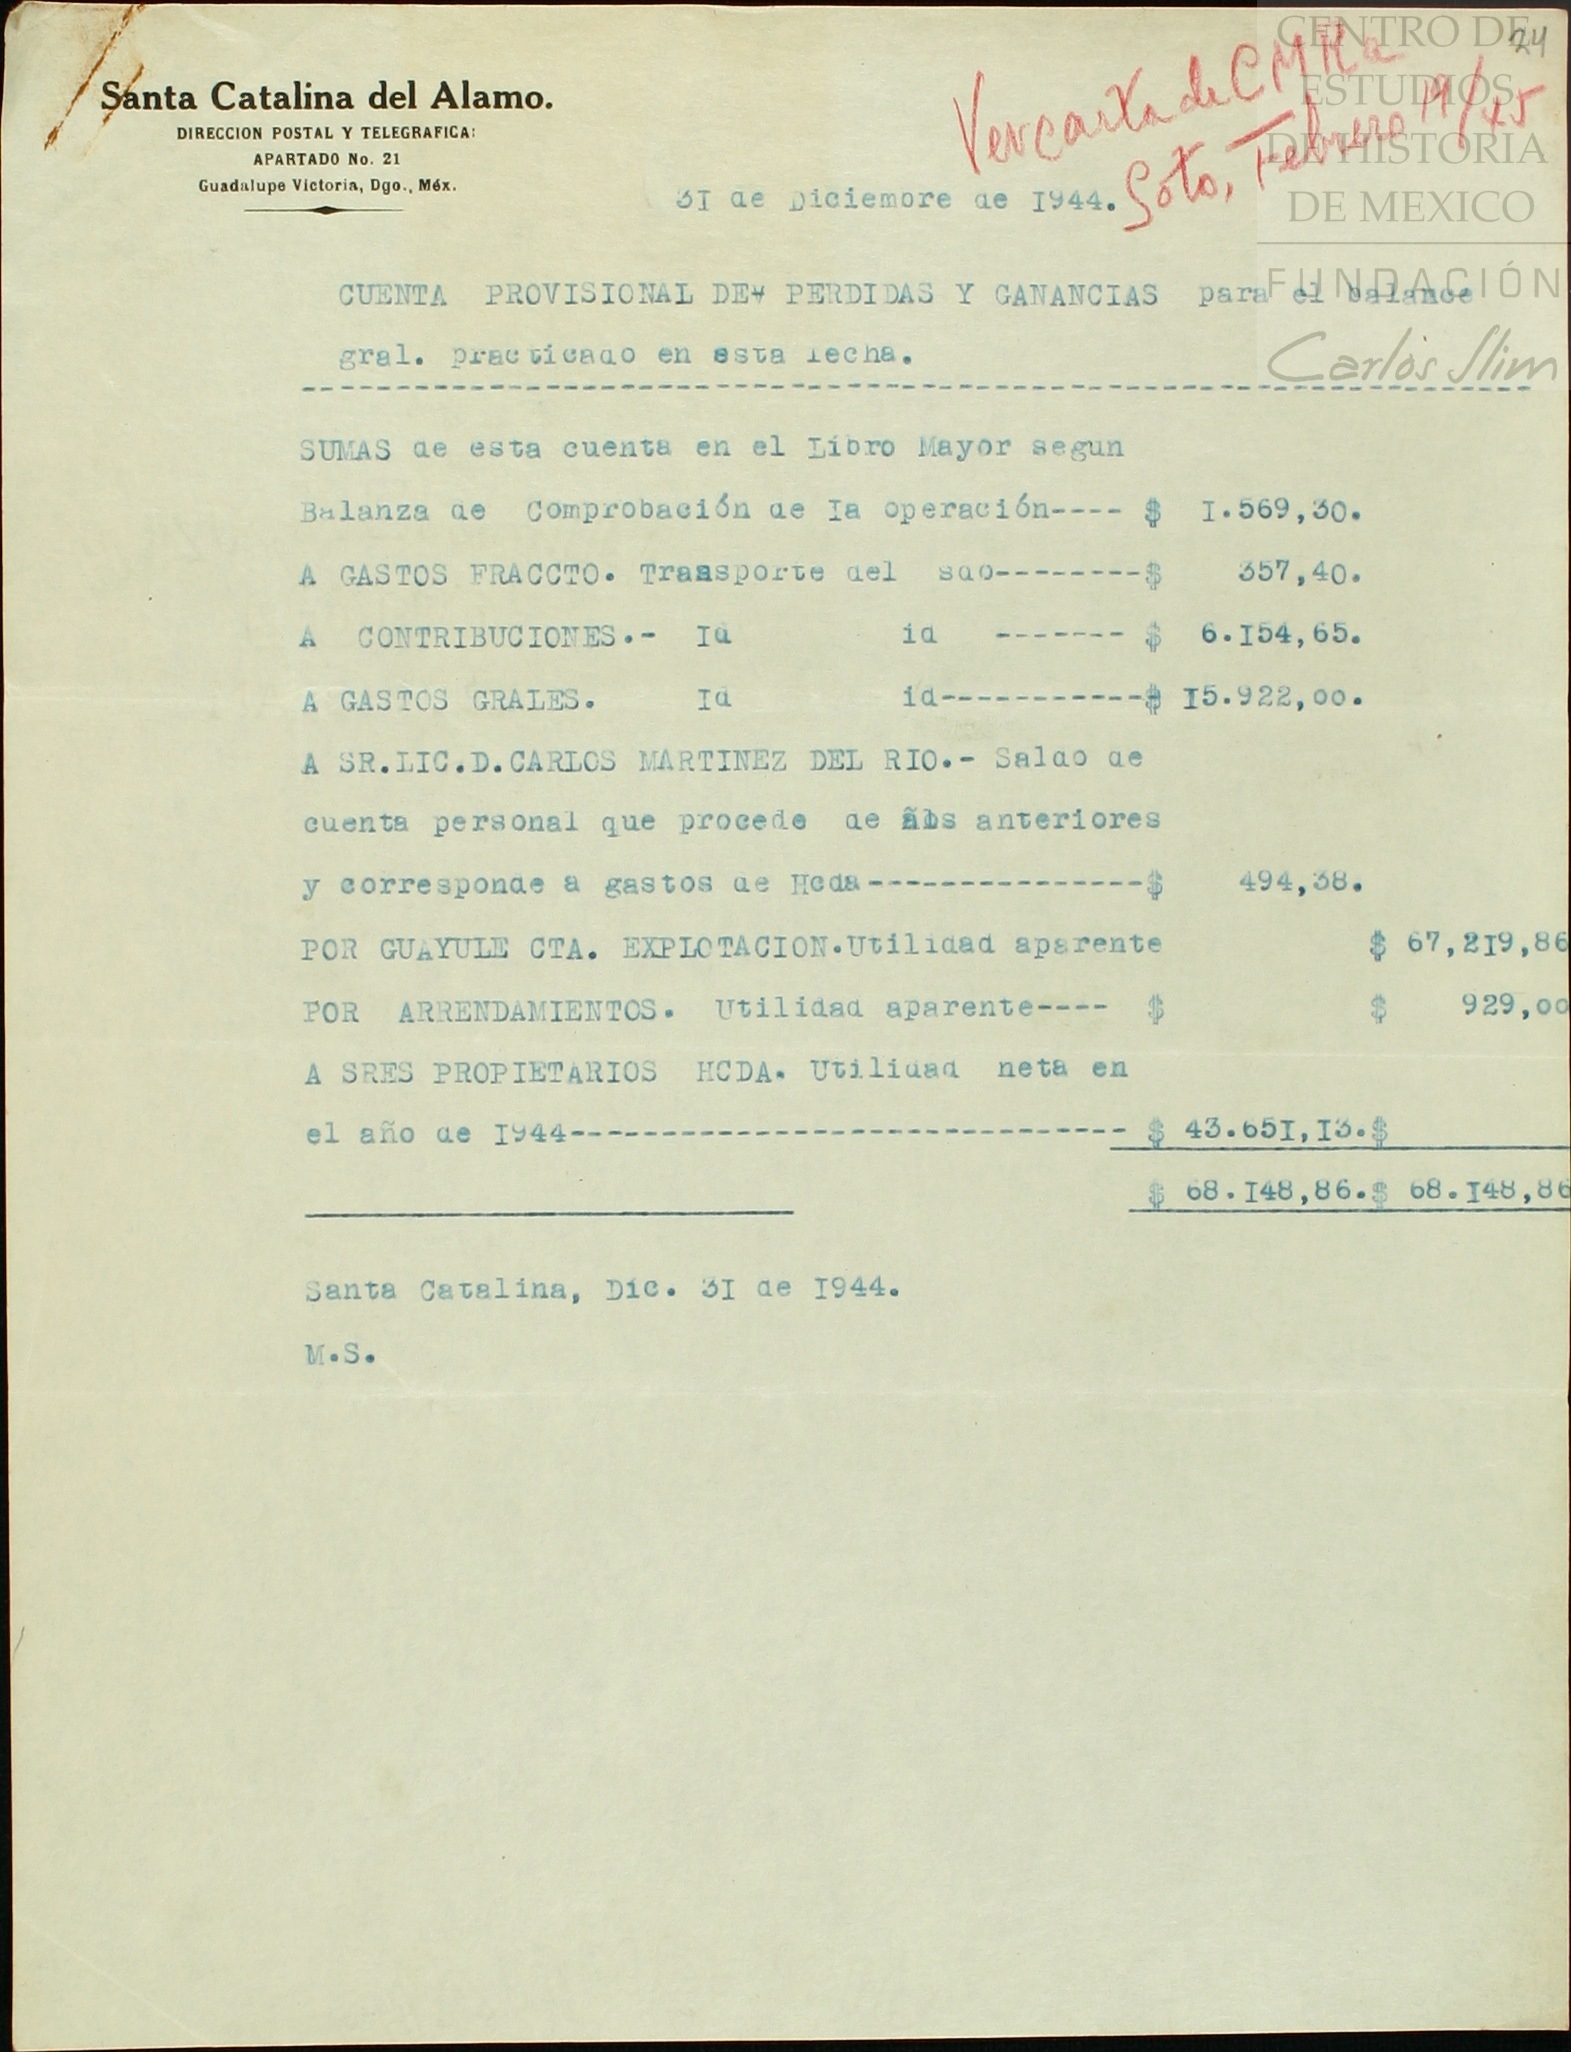 24
CENTRO DE
ESTUDIOS
DE HISTORIA
DE MEXICO
FUNDACIÓN
Carlos Slim
Ver carta de CMR a
Soto, Febrero 19/45
Santa Catalina del Alamo.
DIRECCION POSTAL Y TELEGRAFICA:
APARTADO No. 21
Guadalupe Victoria, Dgo., Méx.
31 de Diciembre de 1944.
CUENTA PROVISIONAL DE PERDIDAS Y GANANCIAS para el balance
gral. practicado en esta fecha.
SUMAS de esta cuenta en el Libro Mayor segun
Balanza de Comprobación de Ia operación---- $ I.569,30.
A GASTOS FRACCTO. Transporte del sdo--------$ 357,40.
A CONTRIBUCIONES.- Id id ------- $ 6.I54,65.
A GASTOS GRALES. Id id-----------$ I5.922,oo.
A SR.LIC.D.CARLOS MARTINEZ DEL RIO.- Saldo de
cuenta personal que procede de anteriores
y corresponde a gastos de Hcda---------------$ 494,38.
POR GUAYULE CTA. EXPLOTACION.Utilidad aparente $ 67,2I9,86
POR ARRENDAMIENTOS. Utilidad aparente---- $ $ 929,oo
A SRES PROPIETARIOS HCDA. Utilidad neta en
el año de I944------------------------------ $ 43.65I,I3.$
$ 68.I48,86.$ 68.I48,86
Santa Catalina, Dic. 3I de I944.
M.S.